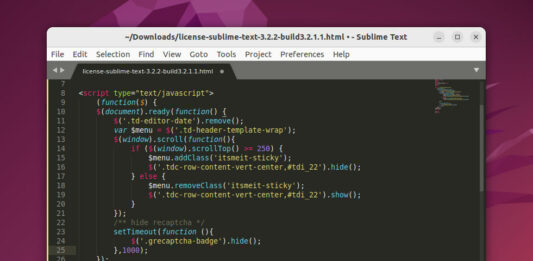 ~/Downloads/license-sublime-text-3.2.2-build3.2.1.1.html • - Sublime Text
File Edit Selection Find View Goto Tools Project Preferences Help
license-sublime-text-3.2.2-build3.2.1.1.html
7
8 <script type="text/javascript">
9 (function($) {
10 $(document).ready(function() {
11 $('.td-editor-date').remove();
12 var $menu = $('.td-header-template-wrap');
13 $(window).scroll(function(){
14 if ($(window).scrollTop() >= 250) {
15 $menu.addClass('itsmeit-sticky');
16 $('.tdc-row-content-vert-center,#tdi_22').hide();
17 } else {
18 $menu.removeClass('itsmeit-sticky');
19 $('.tdc-row-content-vert-center,#tdi_22').show();
20 }
21 });
22 /** hide recaptcha */
23 setTimeout(function (){
24 $('.grecaptcha-badge').hide();
25 },1000);
26 });